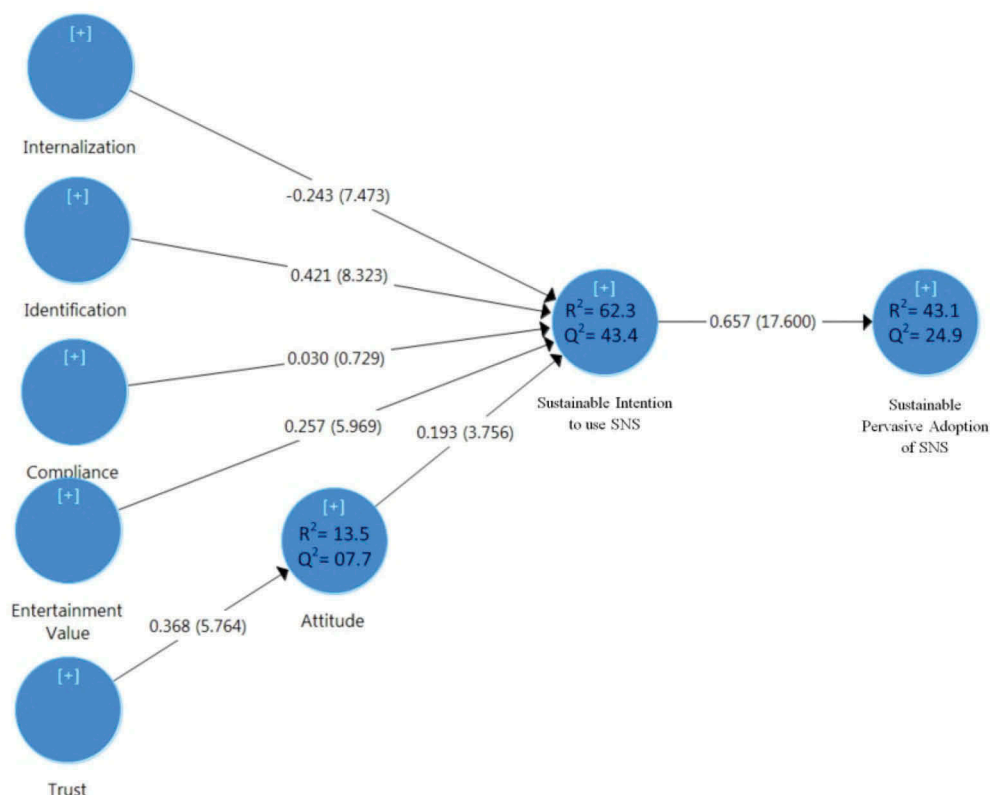 [+]
Internalization
-0.243 (7.473)
[+]
Identification
0.421 (8.323)
[+]
Compliance
0.030 (0.729)
[+]
Entertainment
Value
0.257 (5.969)
[+]
Trust
0.368 (5.764)
[+]
R²= 13.5
Q²= 07.7
Attitude
0.193 (3.756)
[+]
R²= 62.3
Q²= 43.4
Sustainable Intention
to use SNS
0.657 (17.600)
[+]
R²= 43.1
Q²= 24.9
Sustainable
Pervasive Adoption
of SNS